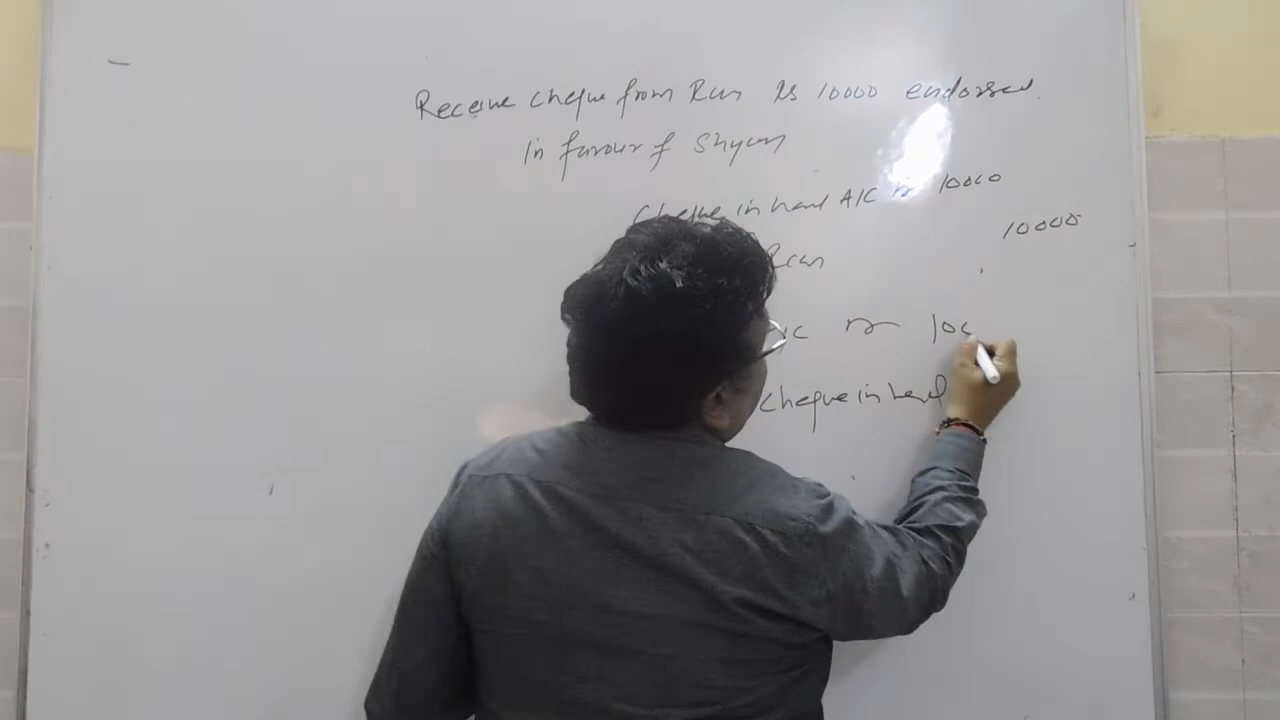 Receive cheque from Ram Rs 10000 endorsed.
in favour of Shyam
Cheque in hand A/C Dr 10000
Ram 10000
A/C Dr 100
cheque in hand